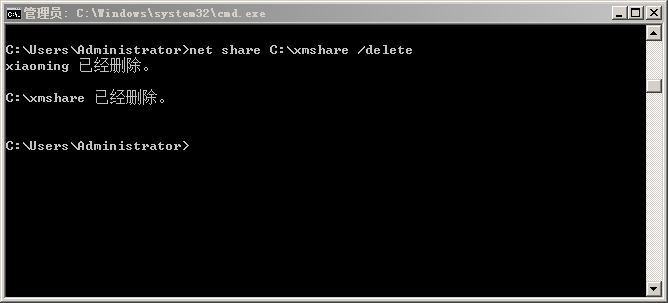 管理员: C:\Windows\system32\cmd.exe
C:\Users\Administrator>net share C:\xmshare /delete
xiaoming 已经删除。
C:\xmshare 已经删除。
C:\Users\Administrator>